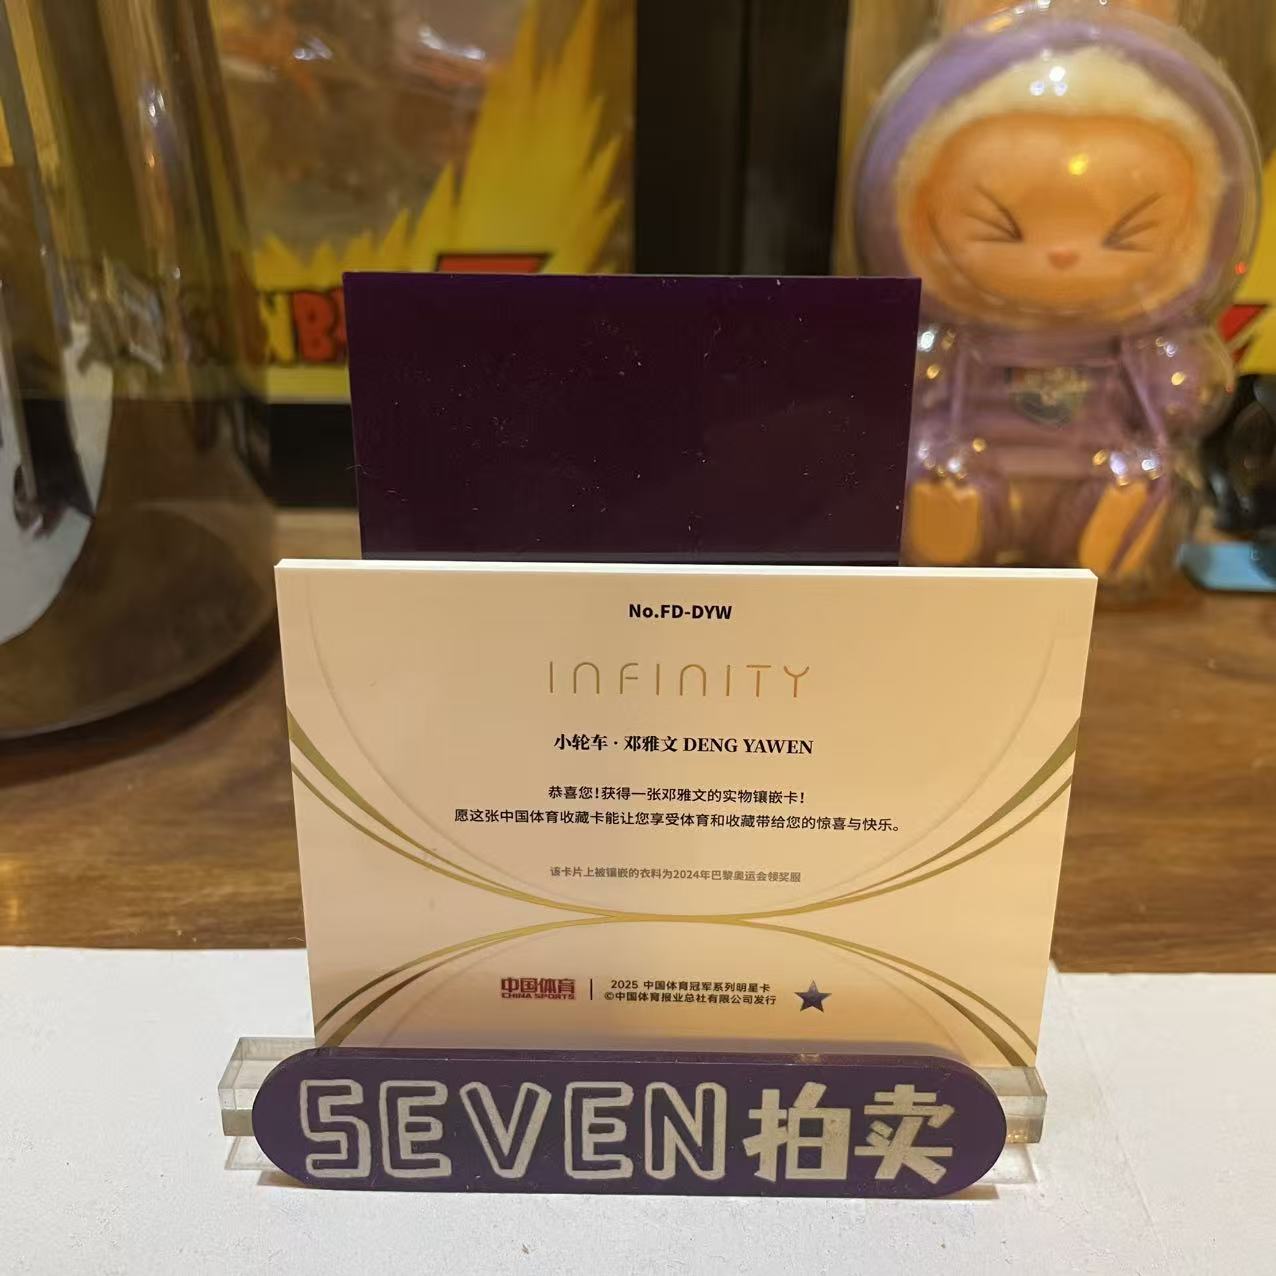 No.FD-DYW
INFINITY
小轮车·邓雅文 DENG YAWEN
恭喜您！获得一张邓雅文的实物镶嵌卡！
愿这张中国体育收藏卡能让您享受体育和收藏带给您的惊喜与快乐。
该卡片上被镶嵌的衣料为2024年巴黎奥运会领奖服
中国体育
CHINA SPORTS
2025 中国体育冠军系列明星卡
©中国体育报业总社有限公司发行
SEVEN拍卖